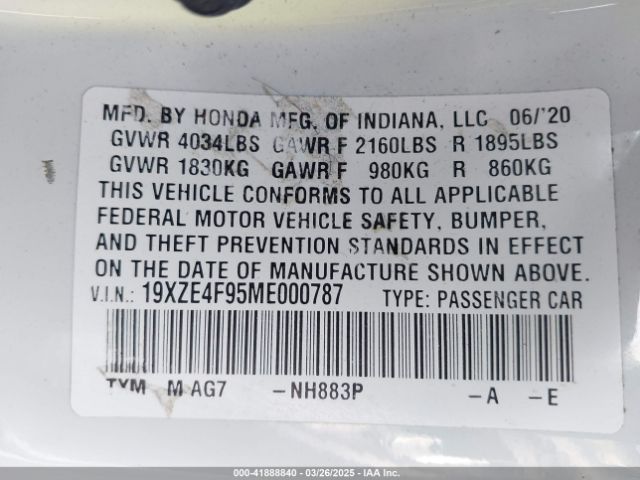 MFD. BY HONDA MFG. OF INDIANA, LLC 06/'20
GVWR 4034LBS GAWR F 2160LBS R 1895LBS
GVWR 1830KG GAWR F 980KG R 860KG
THIS VEHICLE CONFORMS TO ALL APPLICABLE
FEDERAL MOTOR VEHICLE SAFETY, BUMPER,
AND THEFT PREVENTION STANDARDS IN EFFECT
ON THE DATE OF MANUFACTURE SHOWN ABOVE.
V.I.N.: 19XZE4F95ME000787 TYPE: PASSENGER CAR
TXM M AG7 -NH883P -A -E
000-41888840 - 03/26/2025 - IAA Inc.